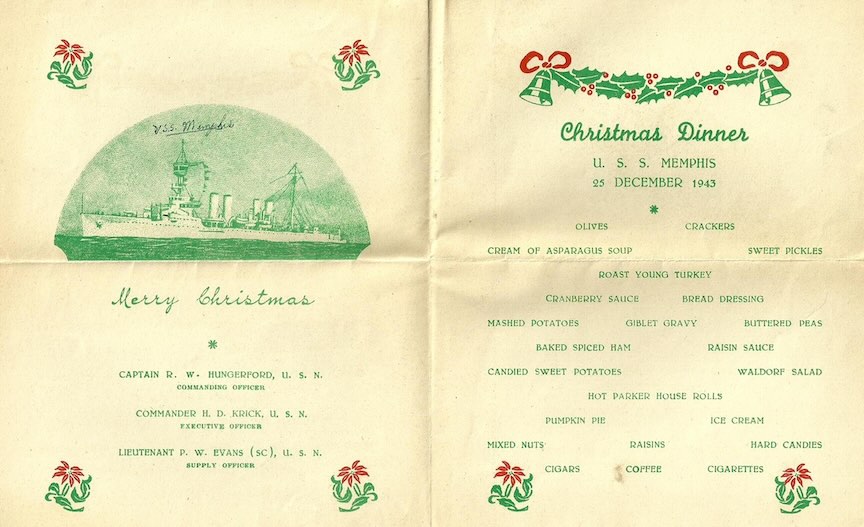 U.S.S. Memphis
Merry Christmas
CAPTAIN R. W. HUNGERFORD, U. S. N.
COMMANDING OFFICER
COMMANDER H. D. KRICK, U. S. N.
EXECUTIVE OFFICER
LIEUTENANT P. W. EVANS (SC), U. S. N.
SUPPLY OFFICER
Christmas Dinner
U. S. S. MEMPHIS
25 DECEMBER 1943
OLIVES CRACKERS
CREAM OF ASPARAGUS SOUP SWEET PICKLES
ROAST YOUNG TURKEY
CRANBERRY SAUCE BREAD DRESSING
MASHED POTATOES GIBLET GRAVY BUTTERED PEAS
BAKED SPICED HAM RAISIN SAUCE
CANDIED SWEET POTATOES WALDORF SALAD
HOT PARKER HOUSE ROLLS
PUMPKIN PIE ICE CREAM
MIXED NUTS RAISINS HARD CANDIES
CIGARS COFFEE CIGARETTES